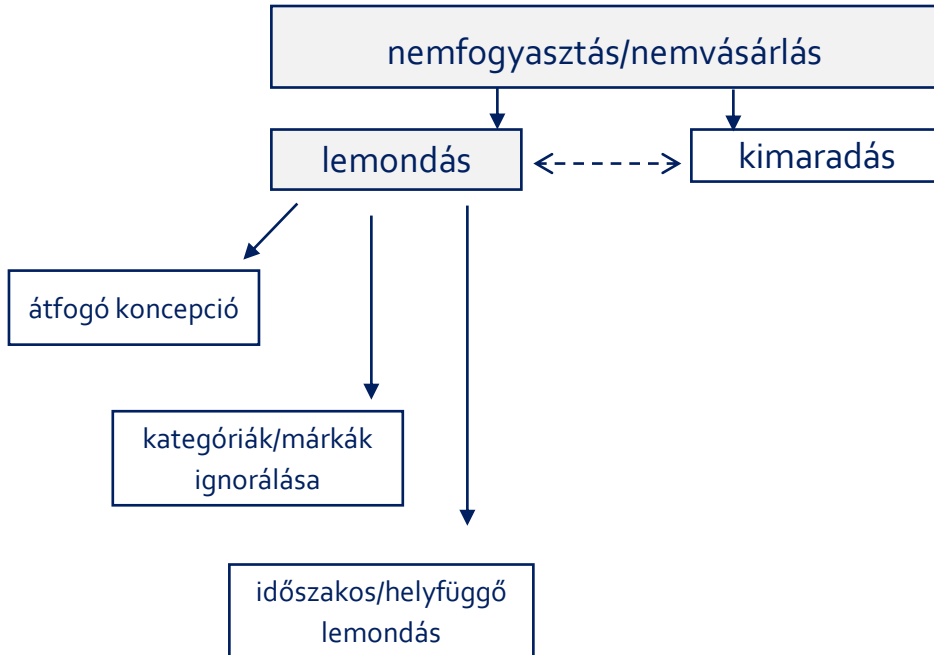 nemfogyasztás/nemvásárlás
lemondás
kimaradás
átfogó koncepció
kategóriák/márkák
ignorálása
időszakos/helyfüggő
lemondás